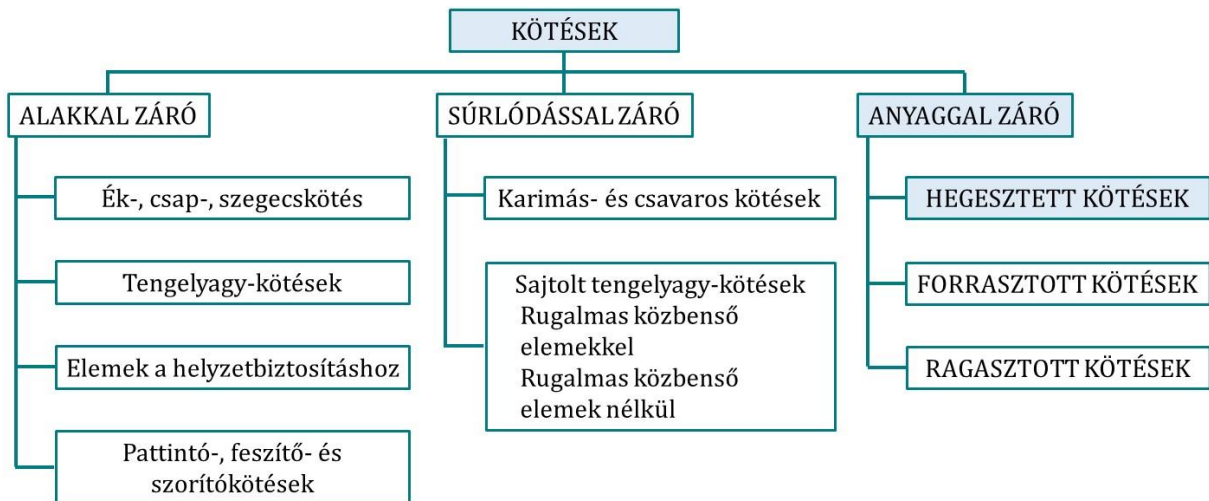 KÖTÉSEK
ALAKKAL ZÁRÓ
Ék-, csap-, szegecskötés
Tengelyagy-kötések
Elemek a helyzetbiztosításhoz
Pattintó-, feszítő- és
szorítókötések
SÚRLÓDÁSSAL ZÁRÓ
Karimás- és csavaros kötések
Sajtolt tengelyagy-kötések
Rugalmas közbenső
elemekkel
Rugalmas közbenső
elemek nélkül
ANYAGGAL ZÁRÓ
HEGESZTETT KÖTÉSEK
FORRASZTOTT KÖTÉSEK
RAGASZTOTT KÖTÉSEK